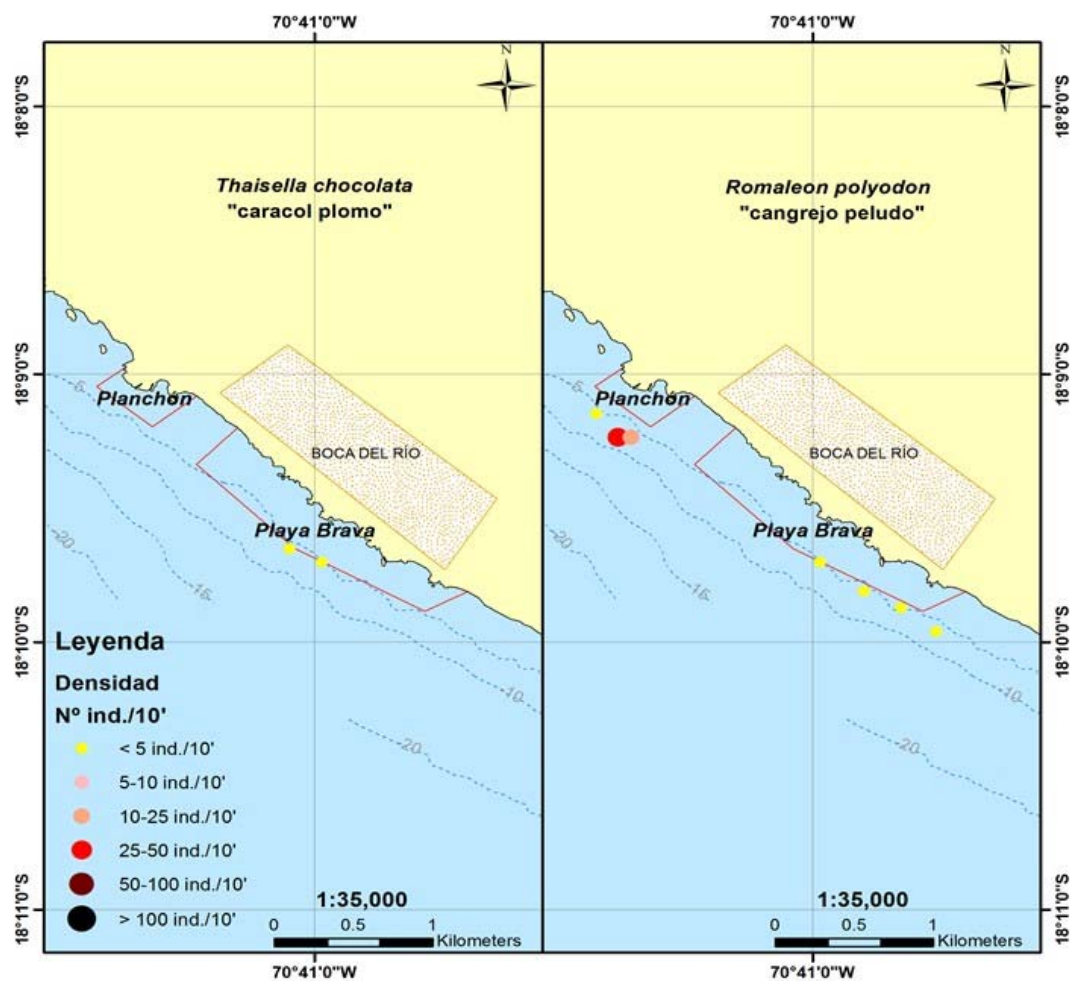 70°41'0"W 70°41'0"W
N N
18°8'0"S 18°8'0"S
Thaisella chocolata
"caracol plomo"
Romaleon polyodon
"cangrejo peludo"
18°9'0"S 18°9'0"S
5 5
Planchón Planchón
BOCA DEL RÍO BOCA DEL RÍO
Playa Brava Playa Brava
-20 -20
-15 -15
18°10'0"S 18°10'0"S
-10 -10
-20 -20
Leyenda
Densidad
Nº ind./10'
< 5 ind./10'
5-10 ind./10'
10-25 ind./10'
25-50 ind./10'
50-100 ind./10'
> 100 ind./10'
1:35,000 1:35,000
18°11'0"S 18°11'0"S
0 0.5 1 0 0.5 1
Kilometers Kilometers
70°41'0"W 70°41'0"W